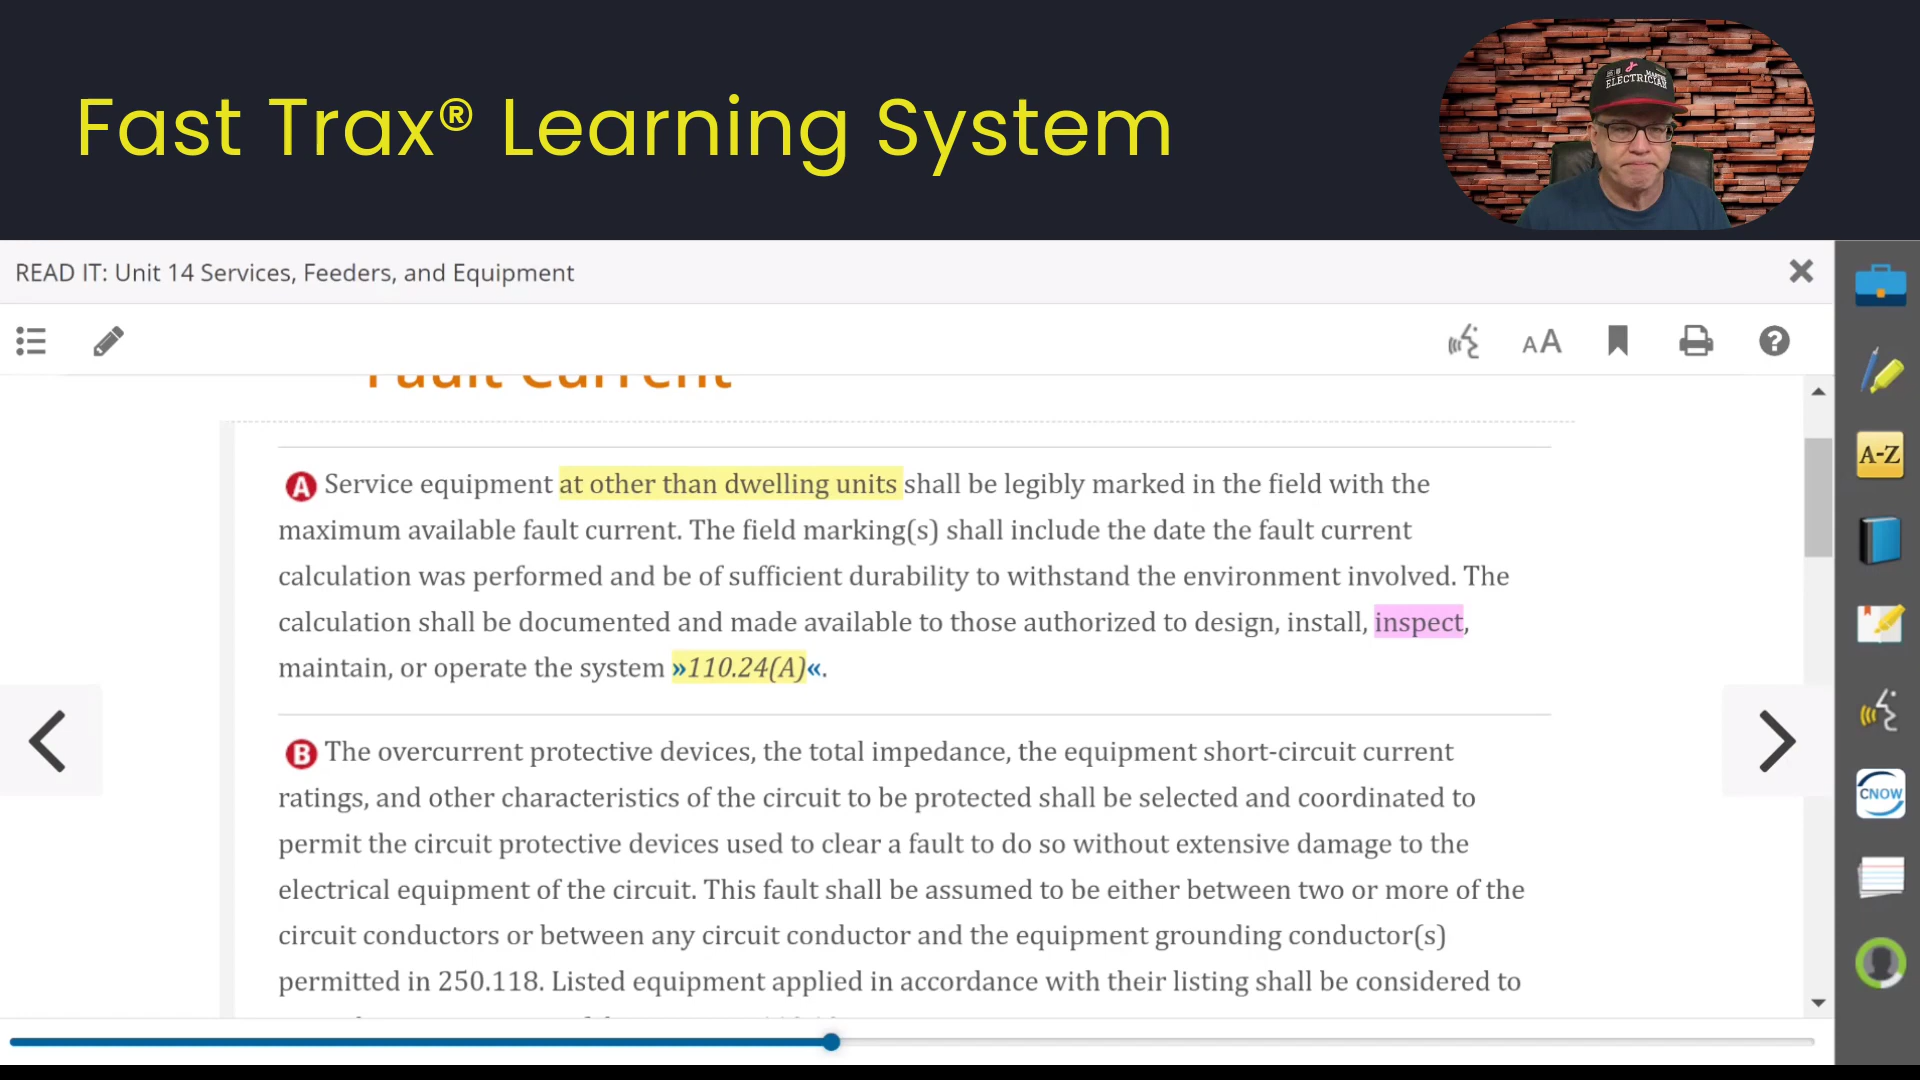 Fast Trax® Learning System
ELECTRICIAN
READ IT: Unit 14 Services, Feeders, and Equipment
AA
Fault Current
A Service equipment at other than dwelling units shall be legibly marked in the field with the
maximum available fault current. The field marking(s) shall include the date the fault current
calculation was performed and be of sufficient durability to withstand the environment involved. The
calculation shall be documented and made available to those authorized to design, install, inspect,
maintain, or operate the system »110.24(A)«.
B The overcurrent protective devices, the total impedance, the equipment short-circuit current
ratings, and other characteristics of the circuit to be protected shall be selected and coordinated to
permit the circuit protective devices used to clear a fault to do so without extensive damage to the
electrical equipment of the circuit. This fault shall be assumed to be either between two or more of the
circuit conductors or between any circuit conductor and the equipment grounding conductor(s)
permitted in 250.118. Listed equipment applied in accordance with their listing shall be considered to
A-Z
CNOW